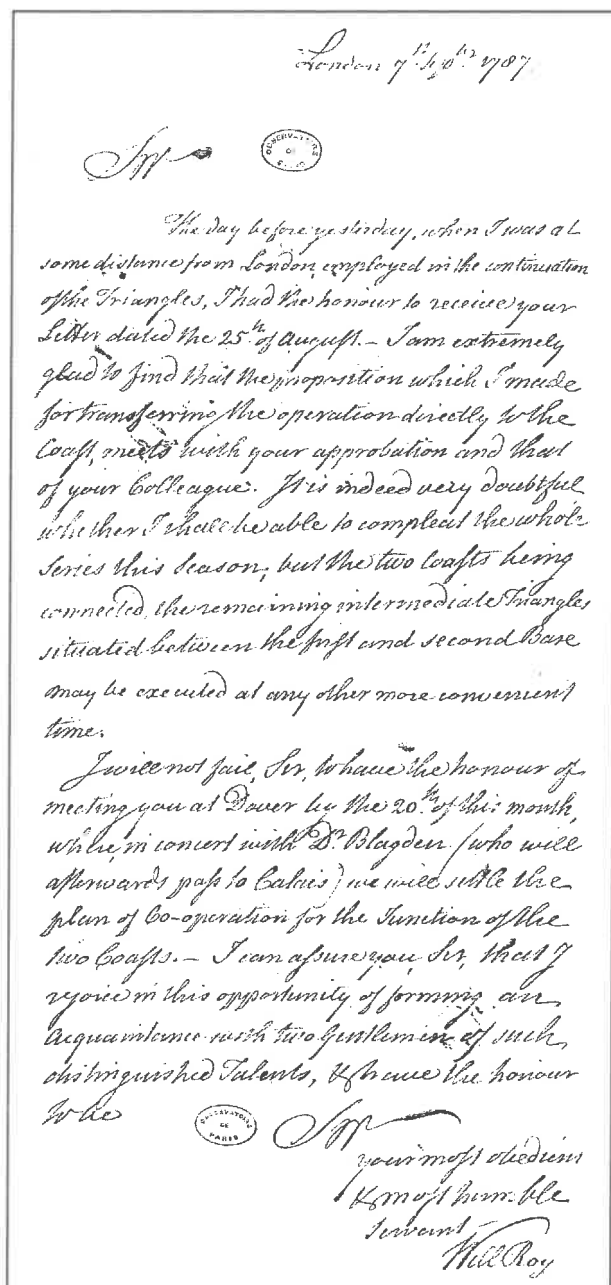 London 7th Septr 1787
Sir
OBSERVATOIRE DE PARIS
The day before yesterday, when I was at
some distance from London employed in the continuation
of the Triangles, I had the honour to receive your
Letter dated the 25th of August. – I am extremely
glad to find that the proposition which I made
for transferring the operation directly to the
Coast, meets with your approbation and that
of your Colleague. It is indeed very doubtful
whether I shall be able to compleat the whole
Series this Season; but the two Coasts being
connected, the remaining intermediate Triangles
situated between the first and second Base
may be executed at any other more convenient
time.
I will not fail, Sir, to have the honour of
meeting you at Dover by the 20th of this month,
where, in concert with Dr Blagden (who will
afterwards pass to Calais) we will settle the
plan of Co-operation for the Junction of the
two Coasts. – I can assure you, Sir, that I
rejoice in this opportunity of forming an
Acquaintance with two Gentlemen of such
distinguished Talents, & have the honour
to be
OBSERVATOIRE DE PARIS
Sir
your most obedient
& most humble
Servant
Will Roy